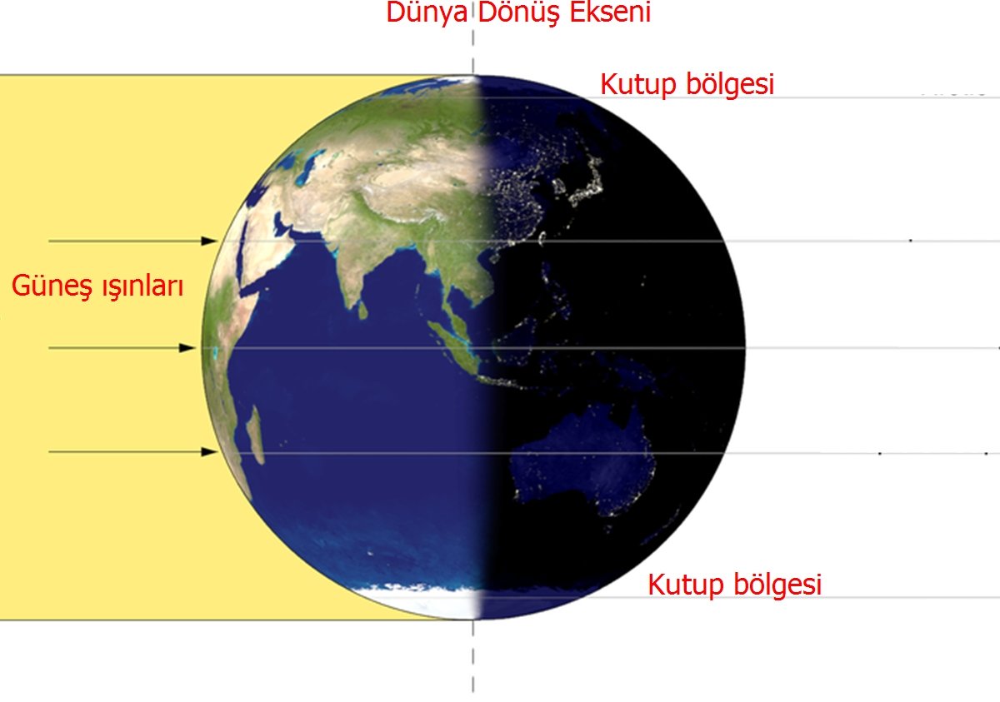 Dünya Dönüş Ekseni
Kutup bölgesi
Güneş ışınları
Kutup bölgesi